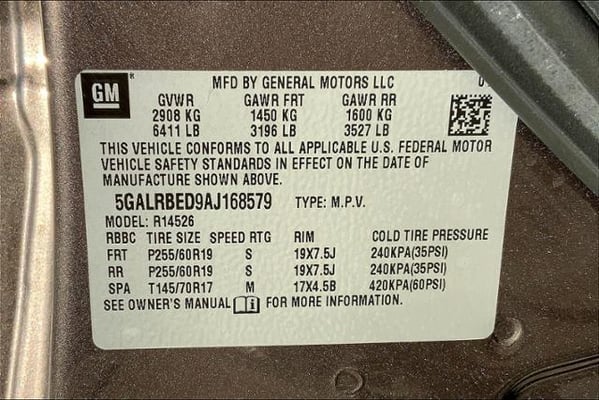 GM
®
MFD BY GENERAL MOTORS LLC 0
GVWR GAWR FRT GAWR RR
2908 KG 1450 KG 1600 KG
6411 LB 3196 LB 3527 LB
THIS VEHICLE CONFORMS TO ALL APPLICABLE U.S. FEDERAL MOTOR
VEHICLE SAFETY STANDARDS IN EFFECT ON THE DATE OF
MANUFACTURE SHOWN ABOVE.
5GALRBED9AJ168579 TYPE: M.P.V.
MODEL: R14526
RBBC TIRE SIZE SPEED RTG RIM COLD TIRE PRESSURE
FRT P255/60R19 S 19X7.5J 240KPA(35PSI)
RR P255/60R19 S 19X7.5J 240KPA(35PSI)
SPA T145/70R17 M 17X4.5B 420KPA(60PSI)
SEE OWNER'S MANUAL i FOR MORE INFORMATION.